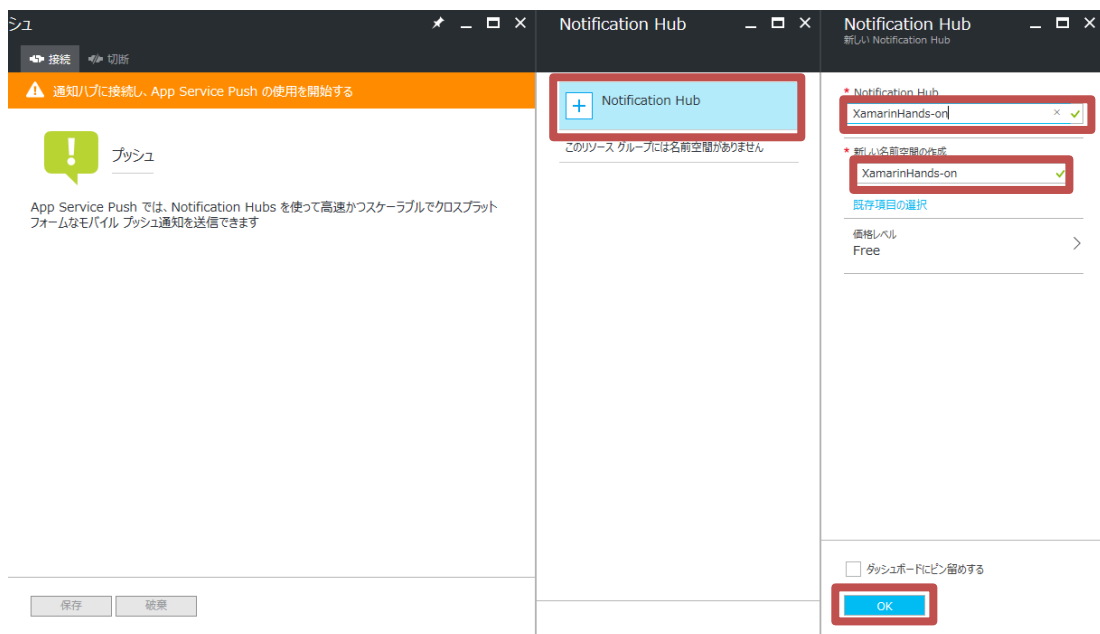 シュ
接続 切断
通知ハブに接続し、App Service Push の使用を開始する
プッシュ
App Service Push では、Notification Hubs を使って高速かつスケーラブルでクロスプラット
フォームなモバイル プッシュ通知を送信できます
保存 破棄
Notification Hub
Notification Hub
このリソース グループには名前空間がありません
Notification Hub
新しい Notification Hub
* Notification Hub
XamarinHands-on
* 新しい名前空間の作成
XamarinHands-on
既存項目の選択
価格レベル
Free
ダッシュボードにピン留めする
OK